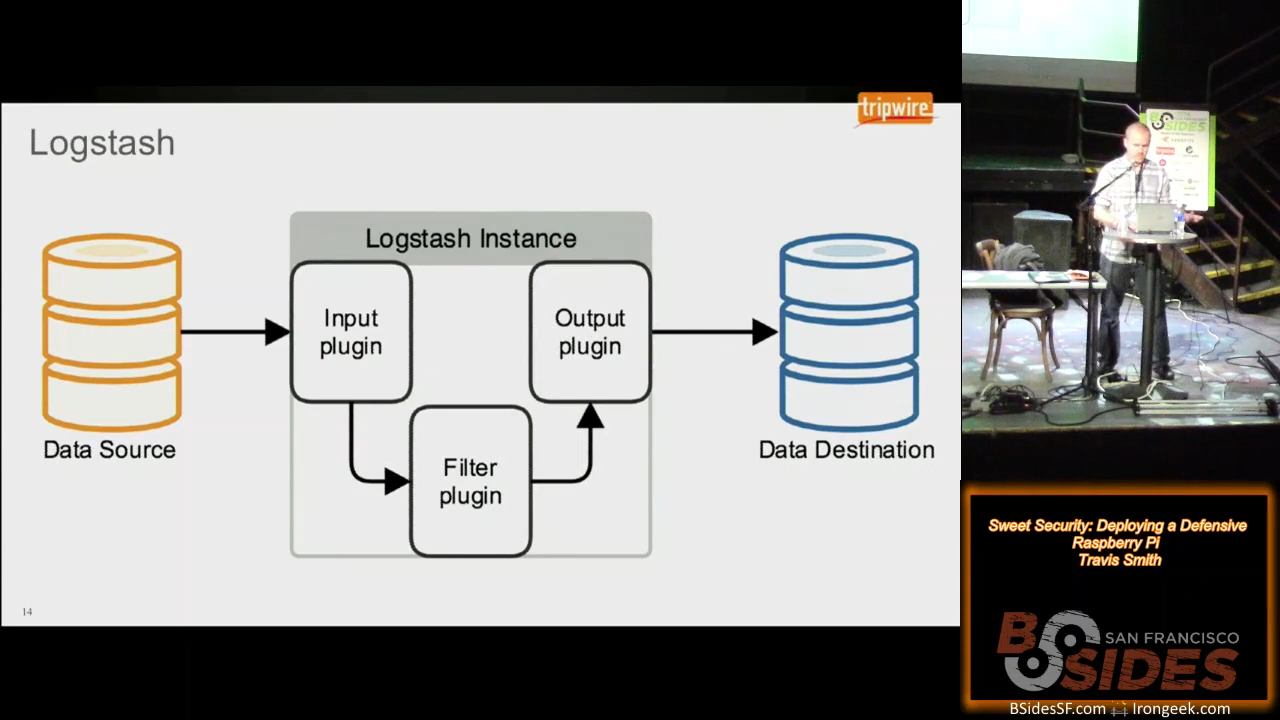 tripwire
Logstash
Logstash Instance
Input
plugin
Output
plugin
Filter
plugin
Data Source
Data Destination
14
BSIDES
Sweet Security: Deploying a Defensive
Raspberry Pi
Travis Smith
BSIDES
SAN FRANCISCO
BSidesSF.com Irongeek.com